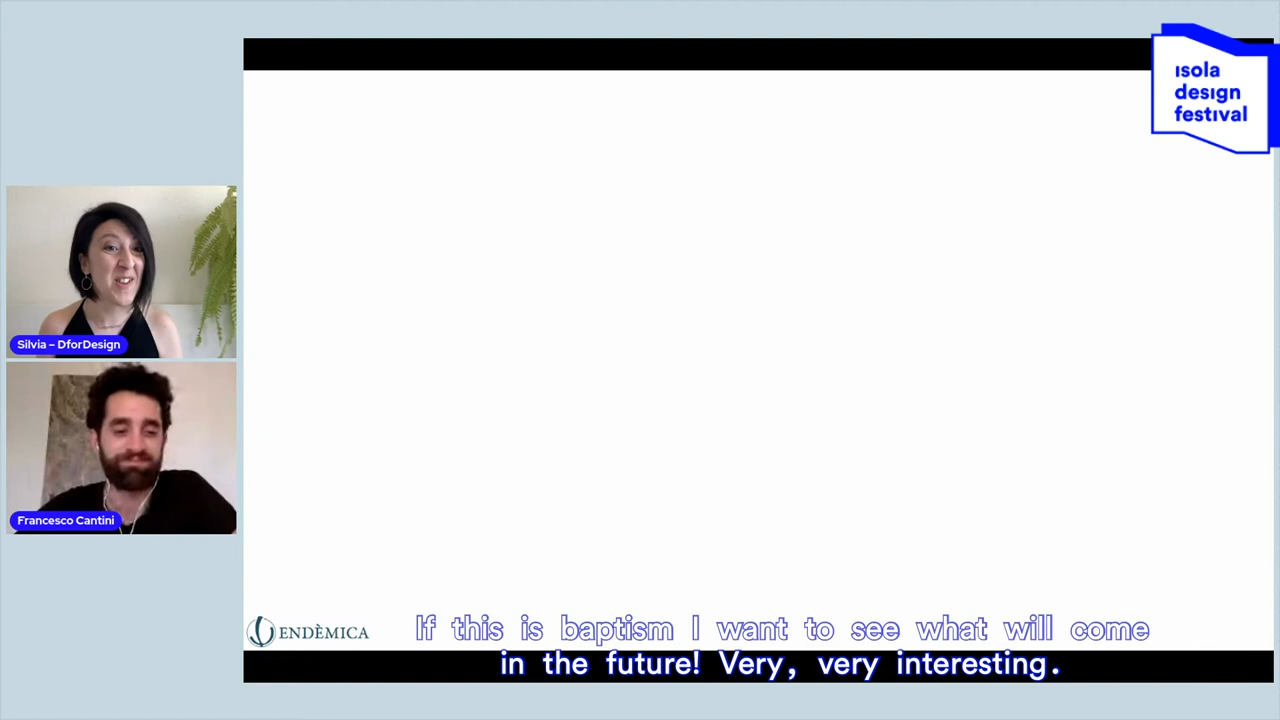 isola
design
festival
Silvia – DforDesign
Francesco Cantini
ENDÈMICA
If this is baptism I want to see what will come
in the future! Very, very interesting.